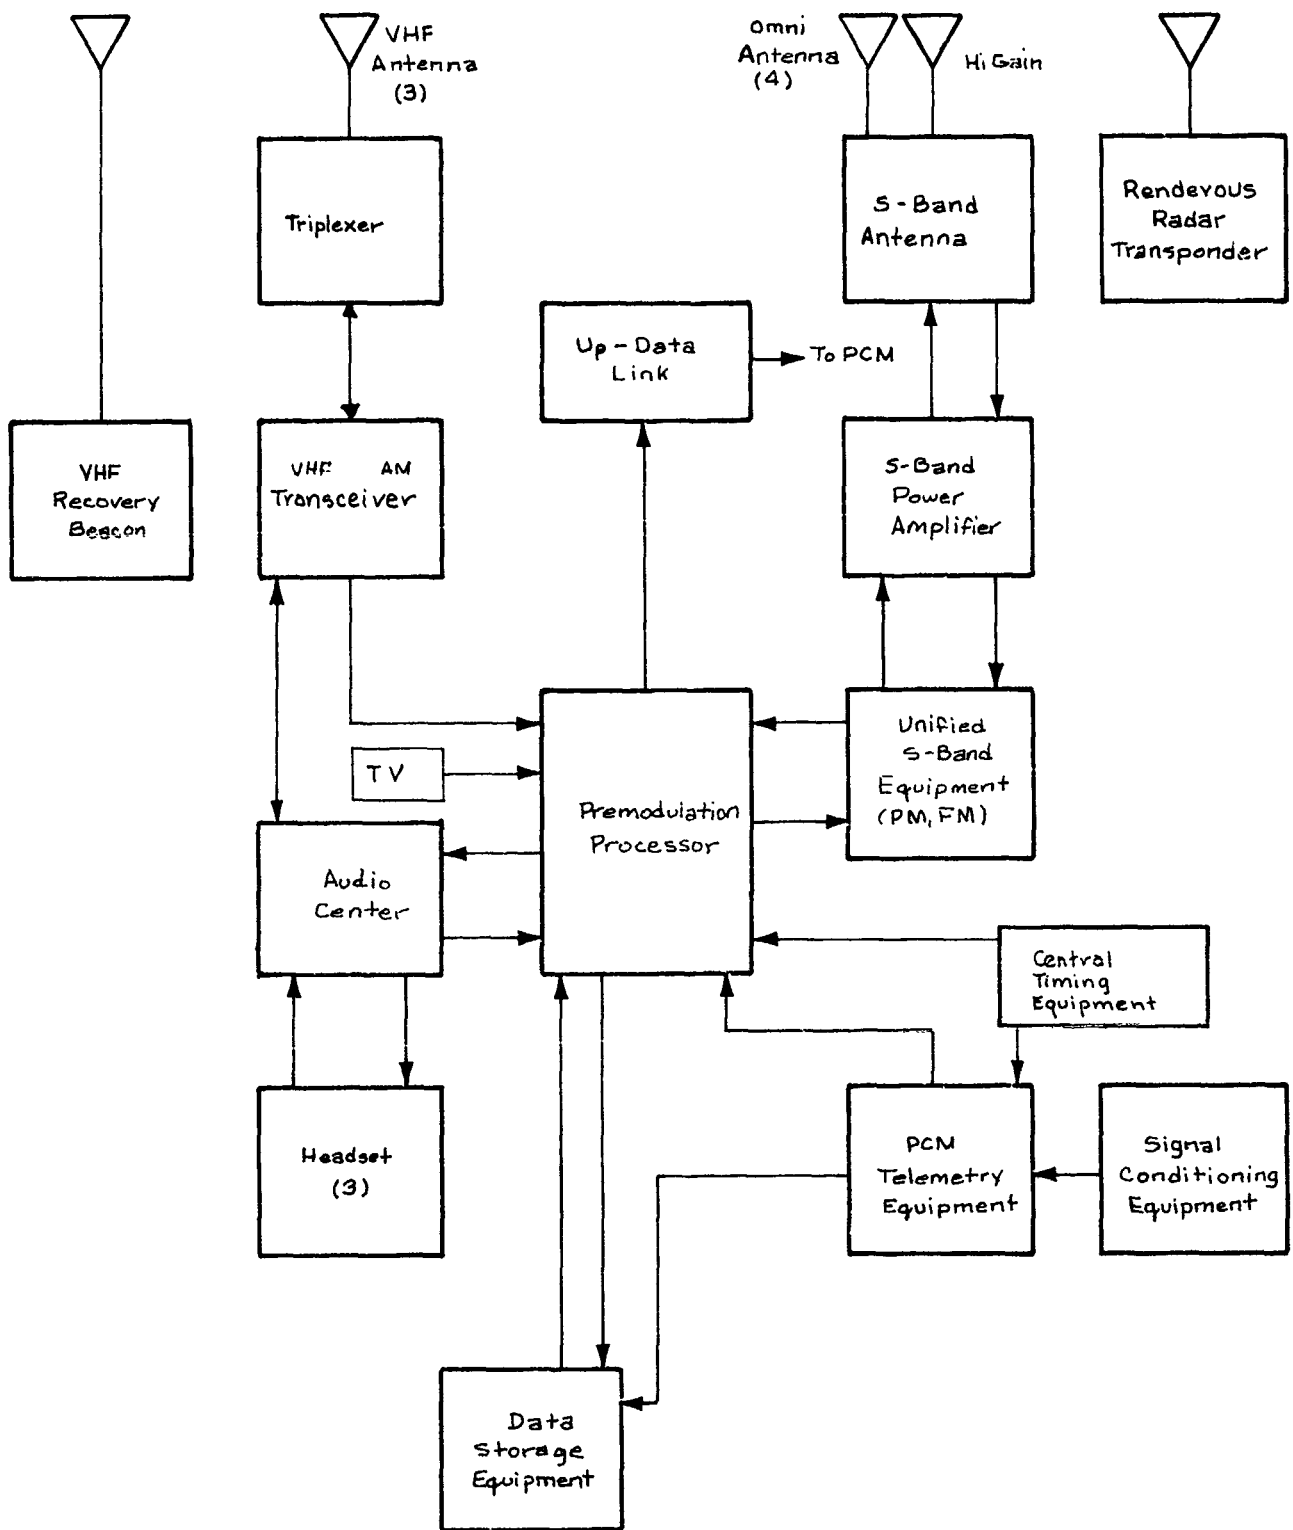 VHF
Antenna
(3)
Omni
Antenna
(4)
Hi Gain
Triplexer
S-Band
Antenna
Rendevous
Radar
Transponder
Up-Data
Link
To PCM
VHF
Recovery
Beacon
VHF AM
Transceiver
S-Band
Power
Amplifier
Unified
S-Band
Equipment
(PM, FM)
TV
Premodulation
Processor
Audio
Center
Central
Timing
Equipment
Headset
(3)
PCM
Telemetry
Equipment
Signal
Conditioning
Equipment
Data
Storage
Equipment